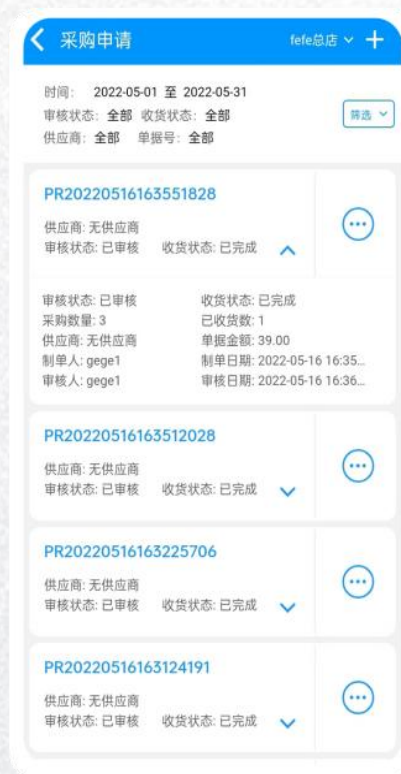 采购申请 fefe总店
时间: 2022-05-01 至 2022-05-31
审核状态: 全部 收货状态: 全部
筛选
供应商: 全部 单据号: 全部
PR20220516163551828
供应商: 无供应商
审核状态: 已审核 收货状态: 已完成
审核状态: 已审核 收货状态: 已完成
采购数量: 3 已收货数: 1
供应商: 无供应商 单据金额: 39.00
制单人: gege1 制单日期: 2022-05-16 16:35...
审核人: gege1 审核日期: 2022-05-16 16:36...
PR20220516163512028
供应商: 无供应商
审核状态: 已审核 收货状态: 已完成
PR20220516163225706
供应商: 无供应商
审核状态: 已审核 收货状态: 已完成
PR20220516163124191
供应商: 无供应商
审核状态: 已审核 收货状态: 已完成